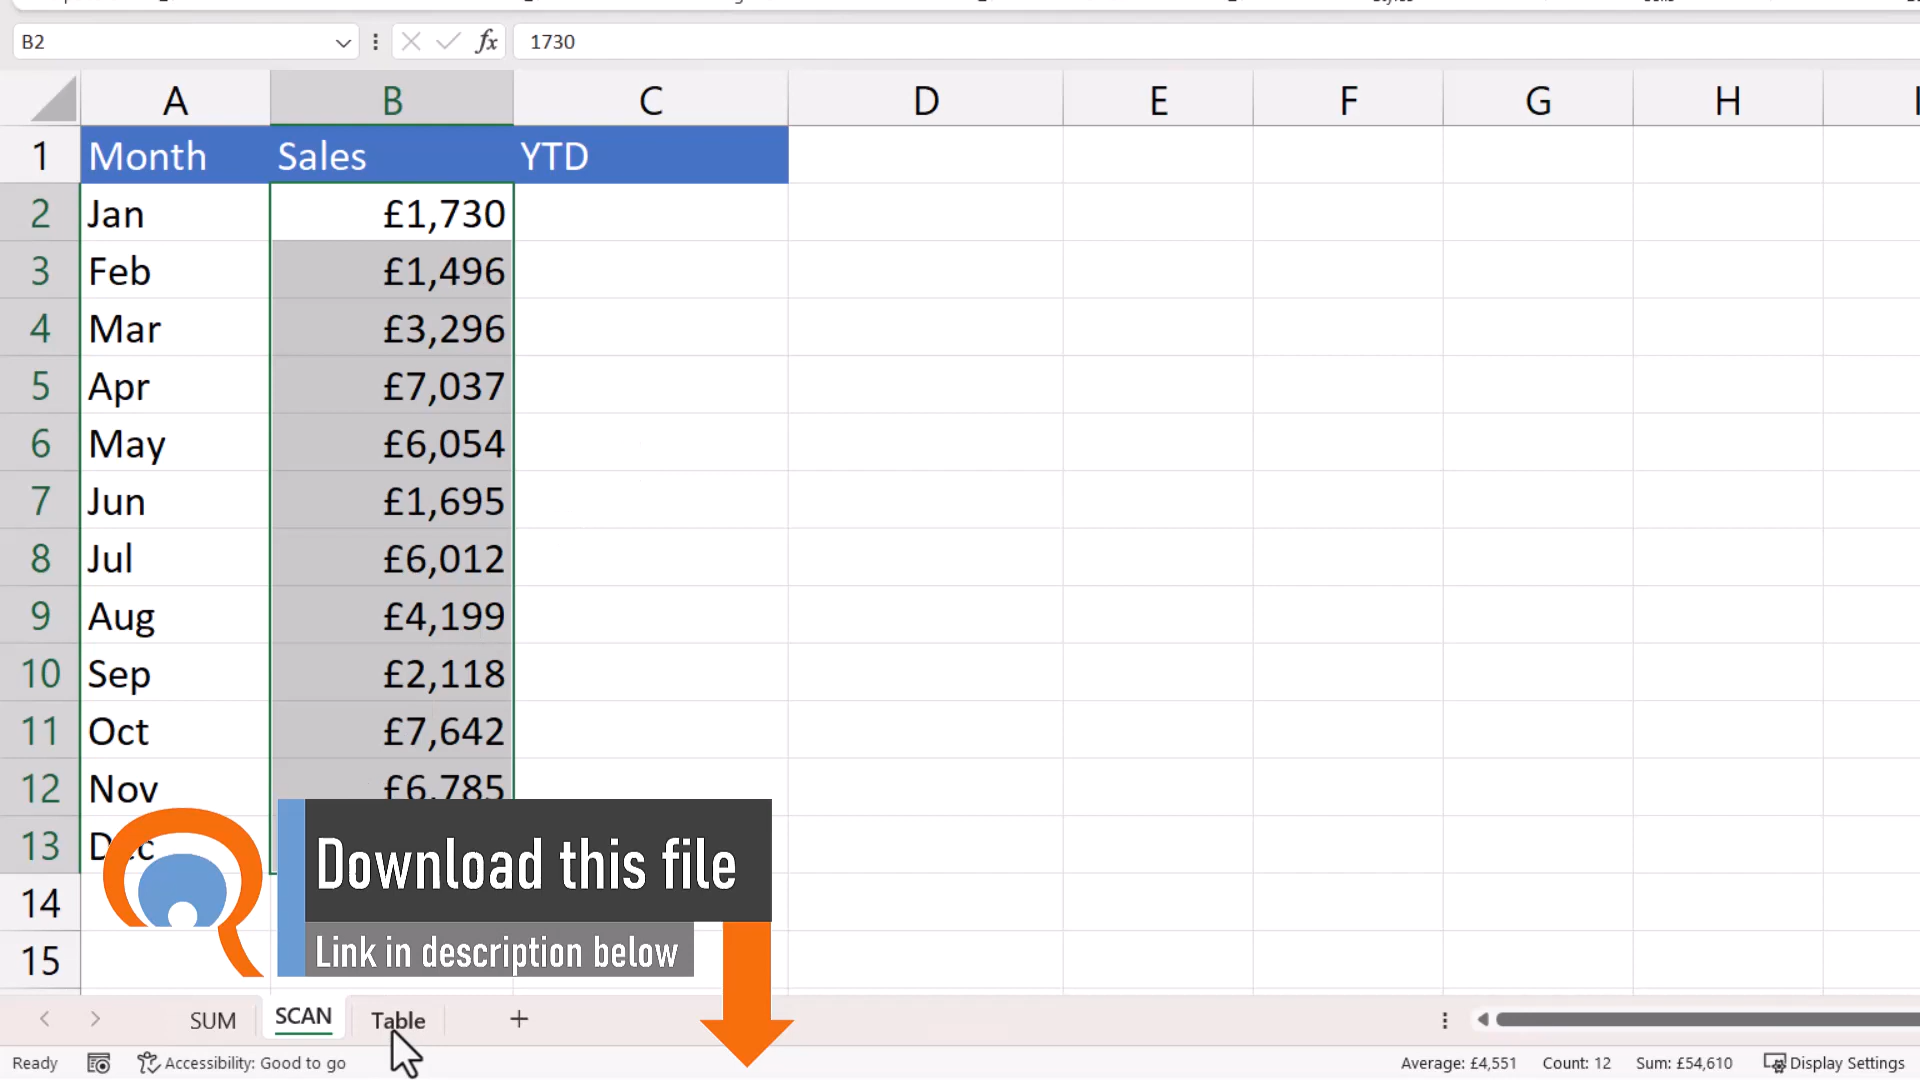 B2 fx 1730
A B C D E F G H
1 Month Sales YTD
2 Jan £1,730
3 Feb £1,496
4 Mar £3,296
5 Apr £7,037
6 May £6,054
7 Jun £1,695
8 Jul £6,012
9 Aug £4,199
10 Sep £2,118
11 Oct £7,642
12 Nov £6,785
13 Dec
14
15
Download this file
Link in description below
SUM SCAN Table +
Ready Accessibility: Good to go Average: £4,551 Count: 12 Sum: £54,610 Display Settings